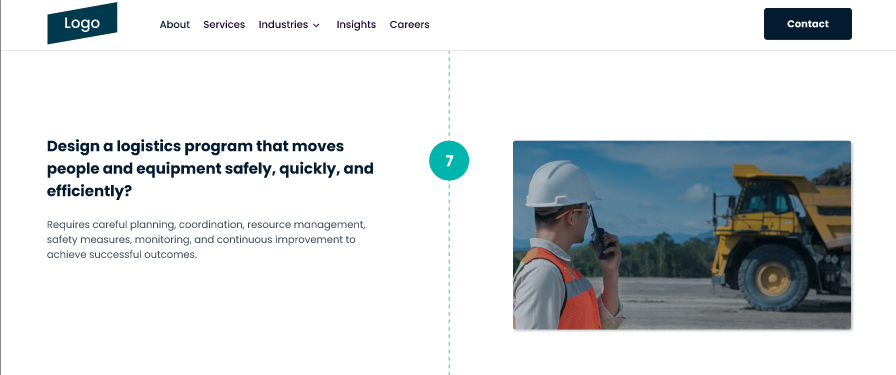 Logo
About Services Industries Insights Careers
Contact
Design a logistics program that moves
people and equipment safely, quickly, and
efficiently?
7
Requires careful planning, coordination, resource management,
safety measures, monitoring, and continuous improvement to
achieve successful outcomes.